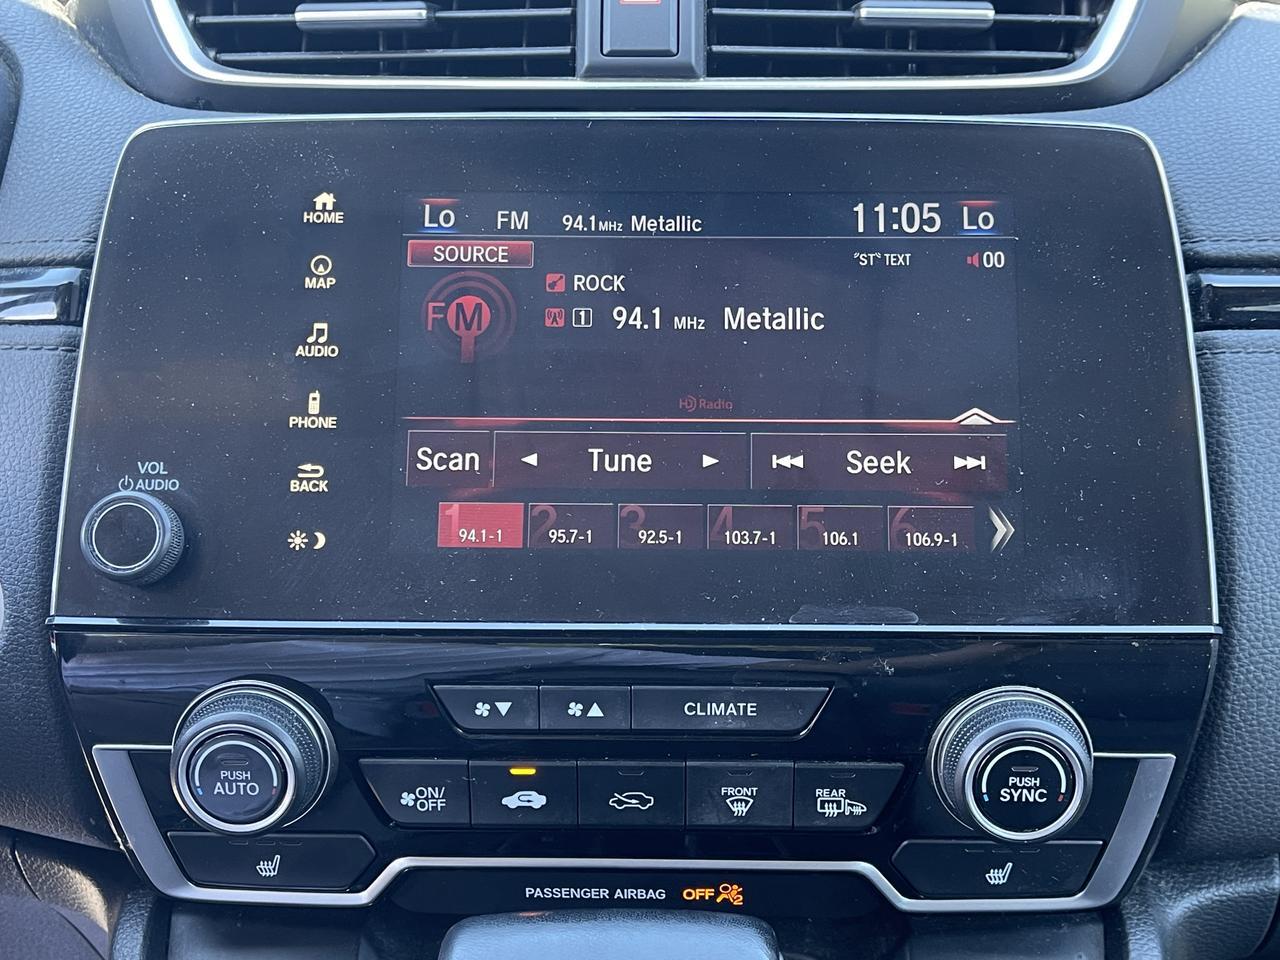 HOME
MAP
AUDIO
PHONE
BACK
VOL
AUDIO
Lo FM 94.1MHz Metallic 11:05 Lo
SOURCE "ST" TEXT 00
FM
ROCK
1 94.1 MHz Metallic
HD Radio
Scan Tune Seek
1 94.1-1 2 95.7-1 3 92.5-1 4 103.7-1 5 106.1 6 106.9-1
CLIMATE
PUSH AUTO
ON/OFF
FRONT
REAR
PUSH SYNC
PASSENGER AIRBAG OFF 2